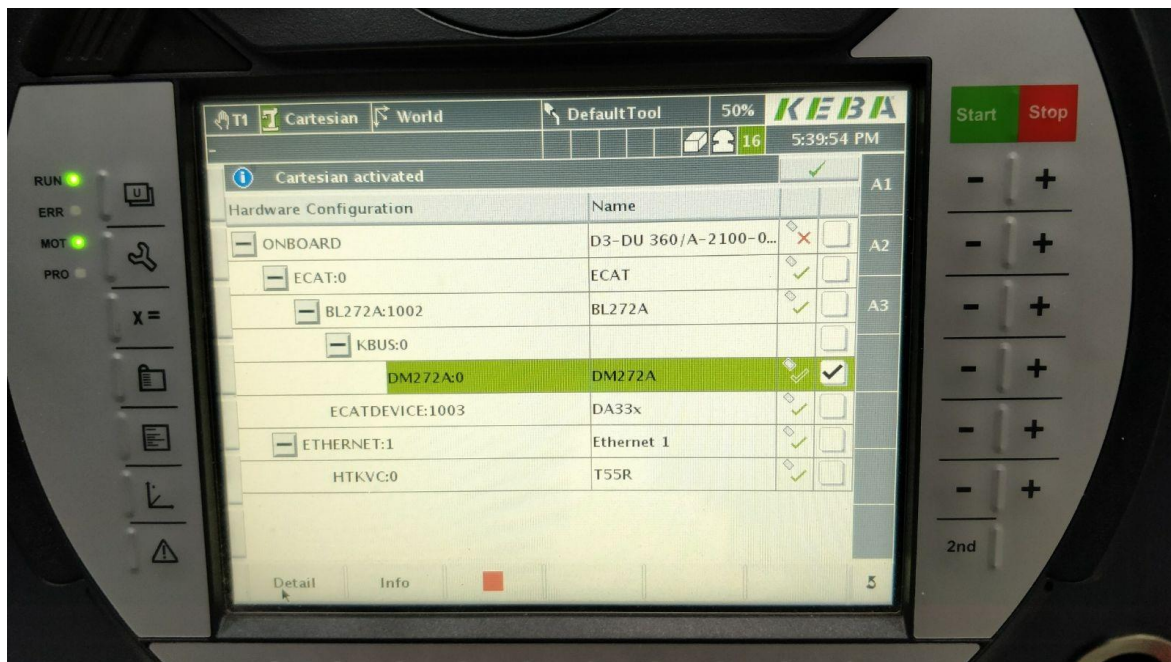 T1 Cartesian World DefaultTool 50% KEBA
16 5:39:54 PM
Cartesian activated
Hardware Configuration Name
ONBOARD D3-DU 360/A-2100-0...
ECAT:0 ECAT
BL272A:1002 BL272A
KBUS:0
DM272A:0 DM272A
ECATDEVICE:1003 DA33x
ETHERNET:1 Ethernet 1
HTKVC:0 T55R
Detail Info
A1
A2
A3
RUN
ERR
MOT
PRO
U
X =
Start Stop
- +
- +
- +
- +
- +
- +
2nd